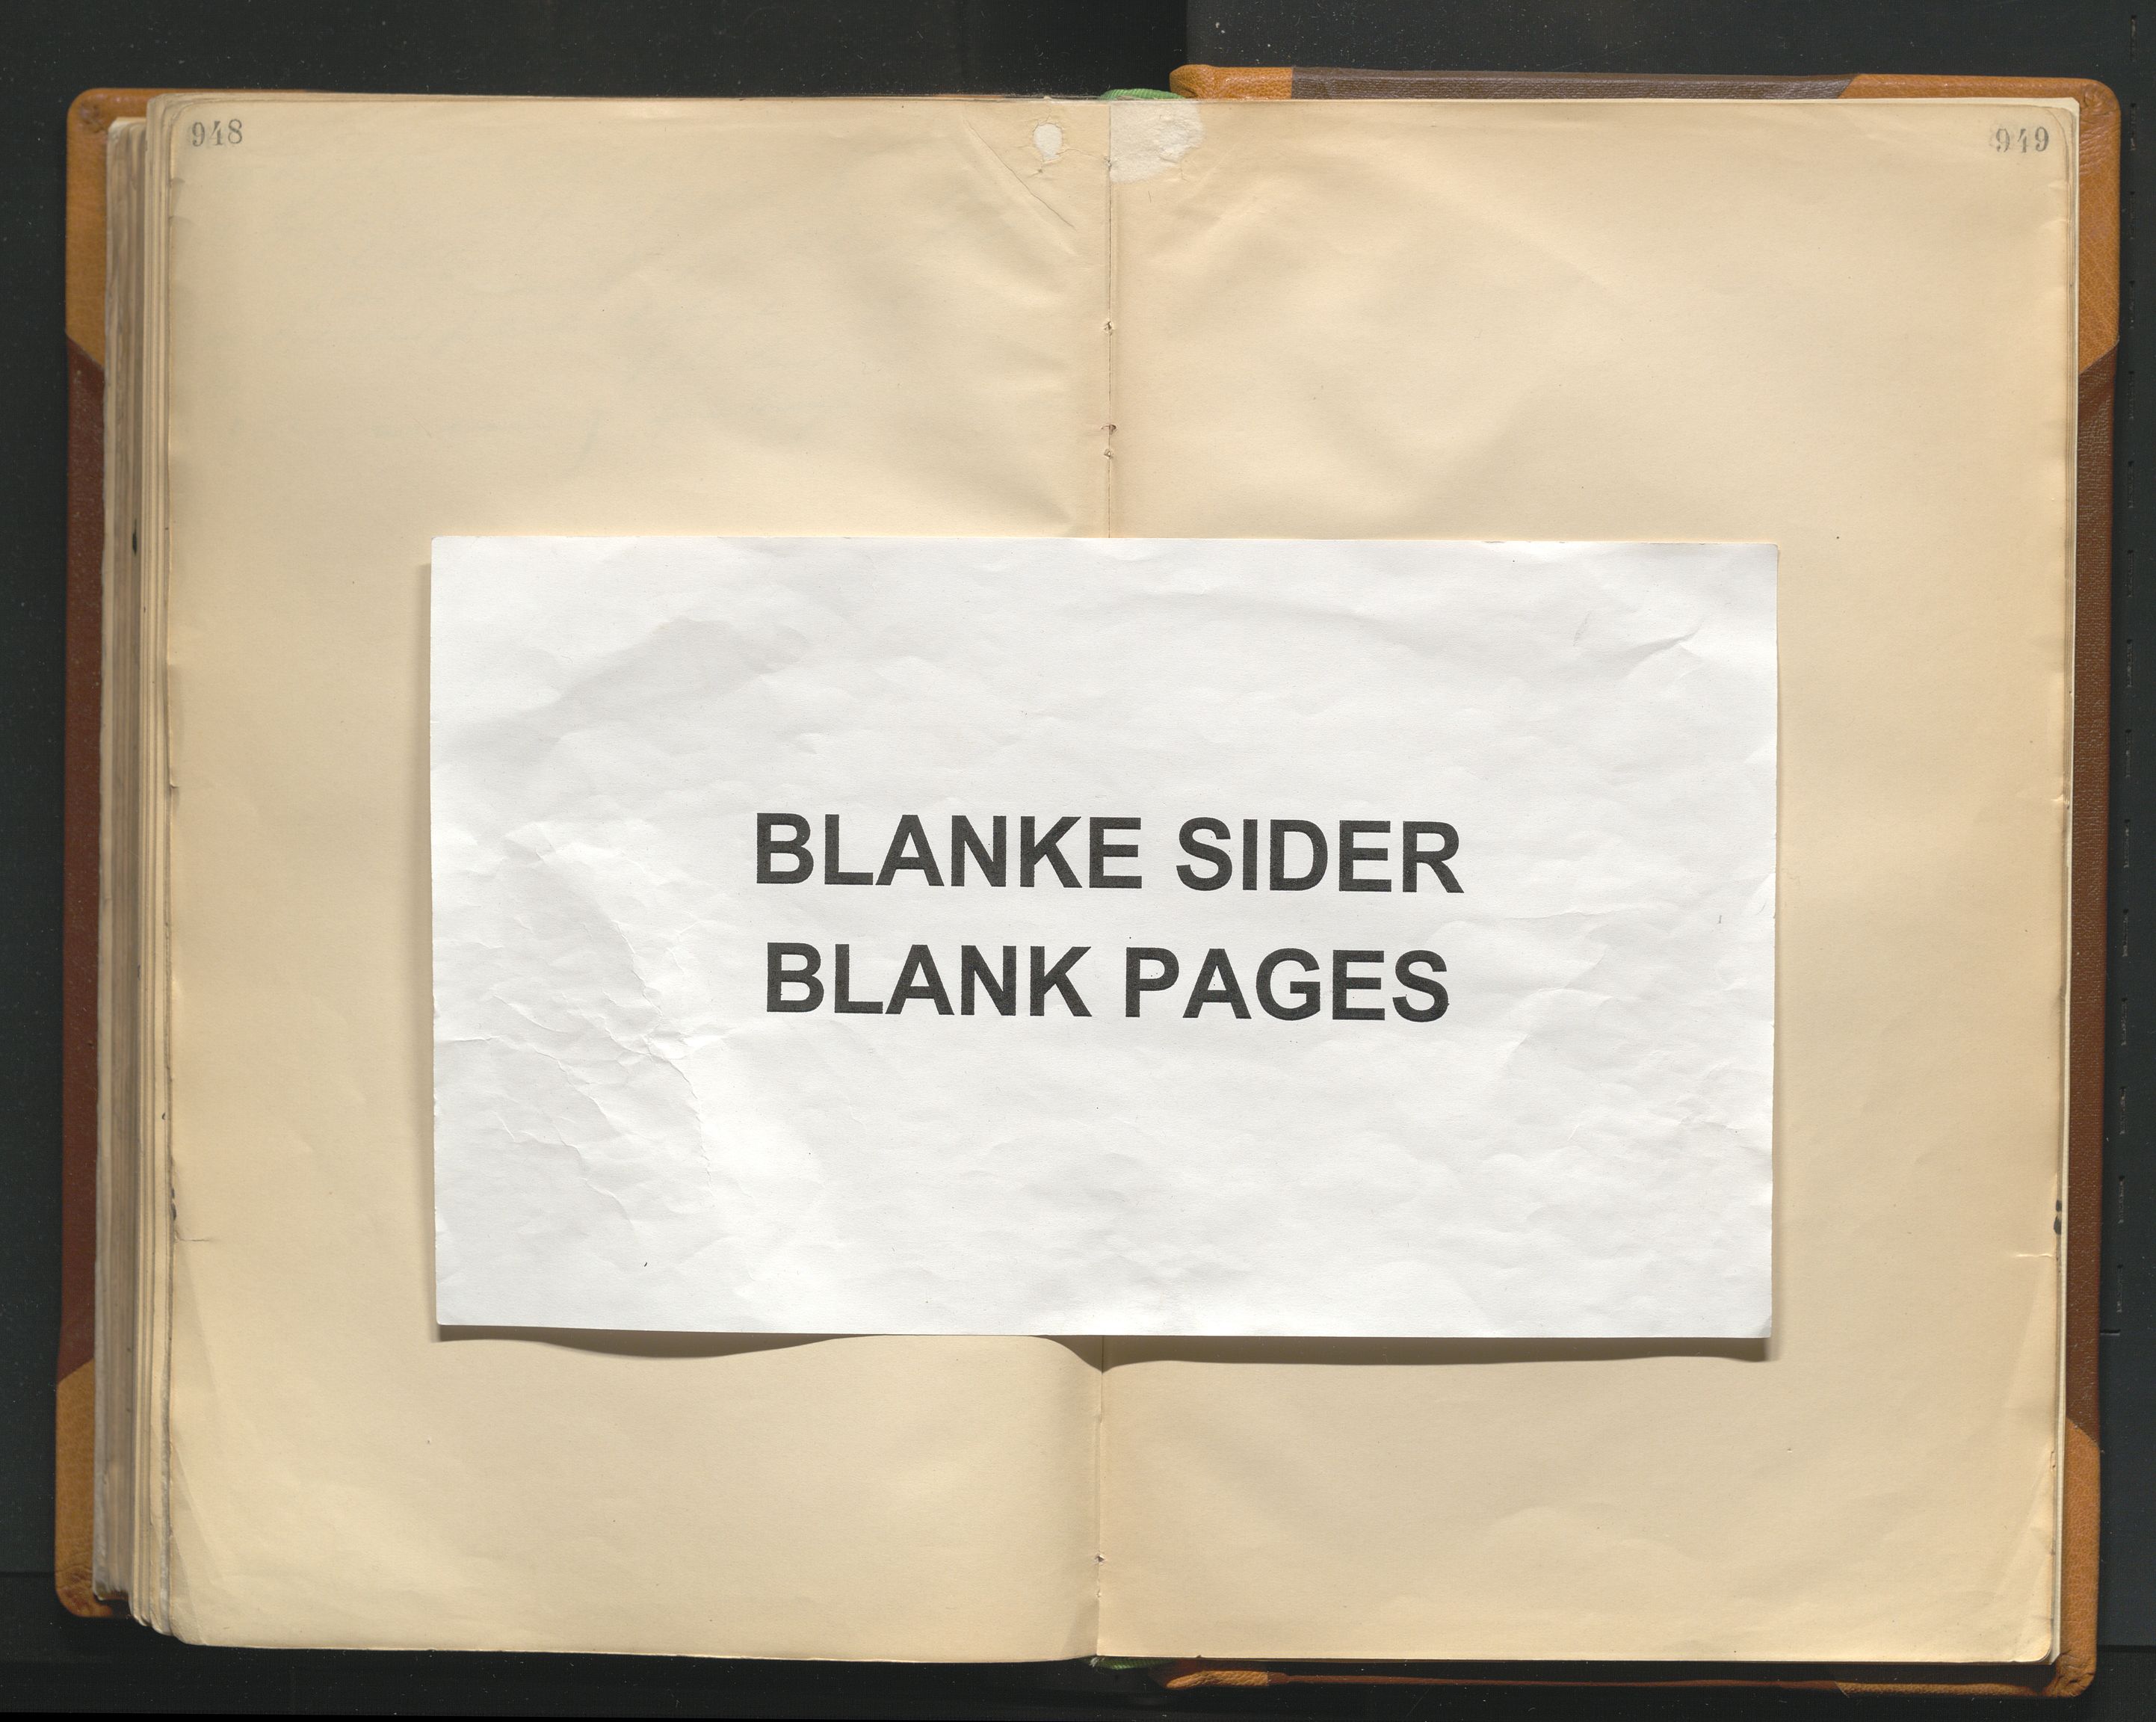 948
949
BLANKE SIDER
BLANK PAGES